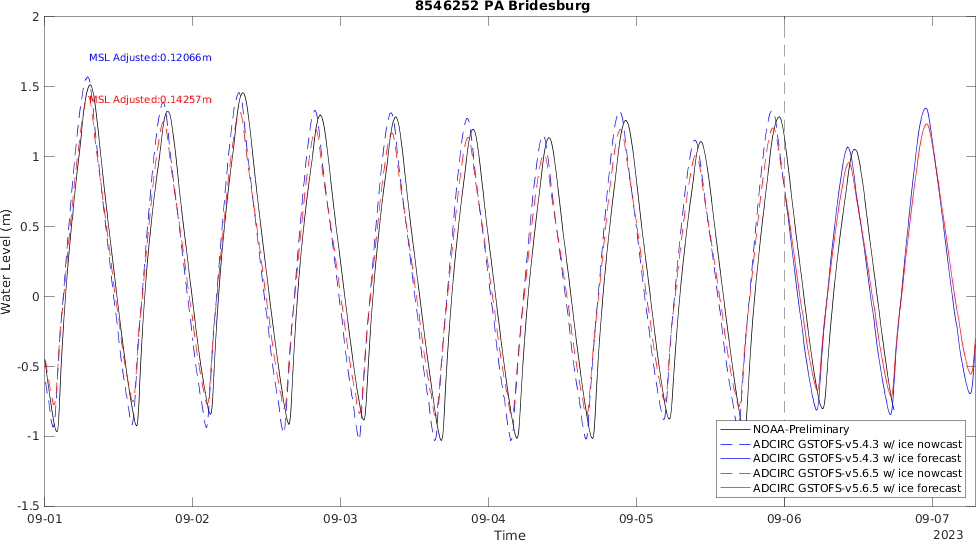 8546252 PA Bridesburg
2
1.5
1
0.5
0
-0.5
-1
-1.5
Water Level (m)
MSL Adjusted:0.12066m
MSL Adjusted:0.14257m
NOAA-Preliminary
ADCIRC GSTOFS-v5.4.3 w/ ice nowcast
ADCIRC GSTOFS-v5.4.3 w/ ice forecast
ADCIRC GSTOFS-v5.6.5 w/ ice nowcast
ADCIRC GSTOFS-v5.6.5 w/ ice forecast
09-01 09-02 09-03 09-04 09-05 09-06 09-07
Time
2023